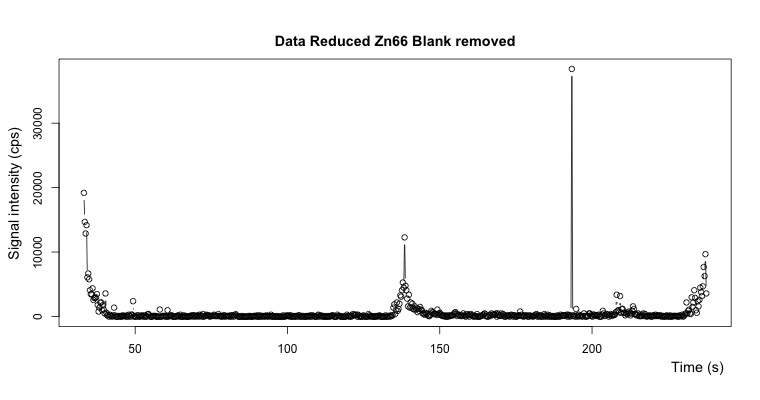 Data Reduced Zn66 Blank removed
Signal intensity (cps)
30000
20000
10000
0
50
100
150
200
Time (s)